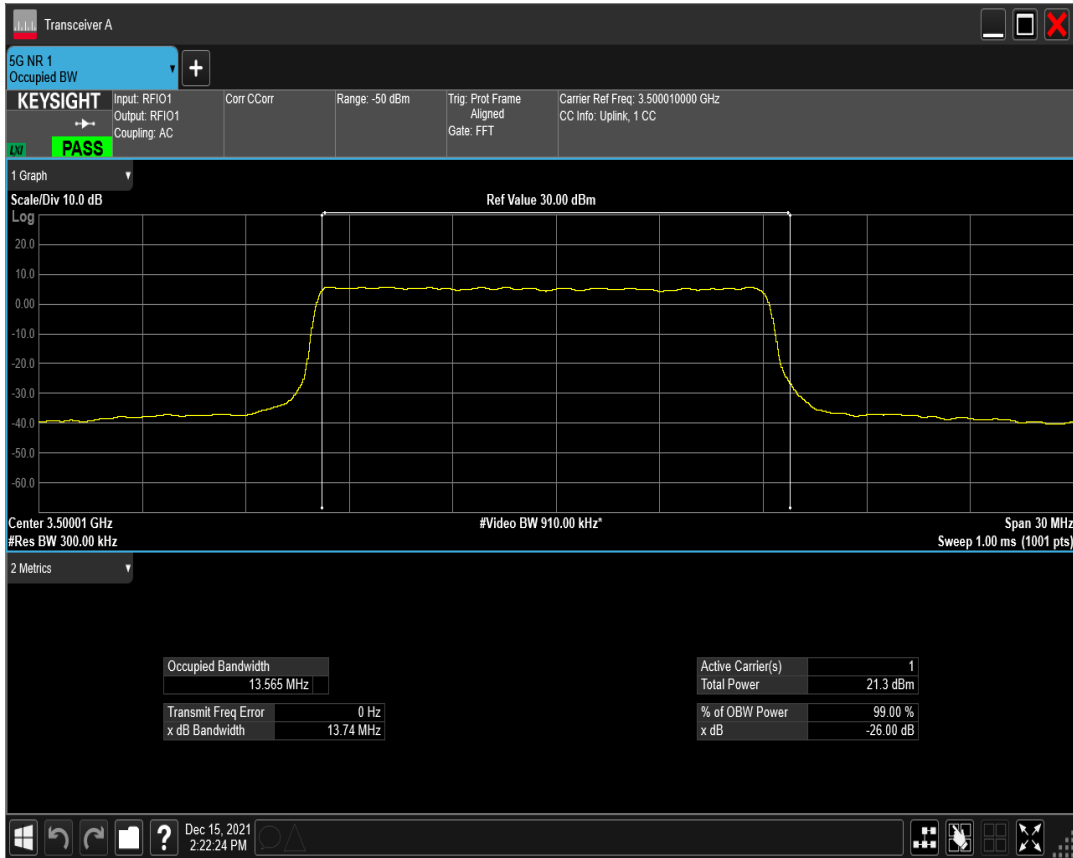 Transceiver A
5G NR 1
Occupied BW
+
KEYSIGHT
Input: RFIO1
Output: RFIO1
Coupling: AC
Corr CCorr
Range: -50 dBm
Trig: Prot Frame
Aligned
Gate: FFT
Carrier Ref Freq: 3.500010000 GHz
CC Info: Uplink, 1 CC
LXI
PASS
1 Graph
Scale/Div 10.0 dB
Ref Value 30.00 dBm
Log
20.0
10.0
0.00
-10.0
-20.0
-30.0
-40.0
-50.0
-60.0
Center 3.50001 GHz
#Video BW 910.00 kHz*
Span 30 MHz
#Res BW 300.00 kHz
Sweep 1.00 ms (1001 pts)
2 Metrics
Occupied Bandwidth
13.565 MHz
Transmit Freq Error 0 Hz
x dB Bandwidth 13.74 MHz
Active Carrier(s) 1
Total Power 21.3 dBm
% of OBW Power 99.00 %
x dB -26.00 dB
?
Dec 15, 2021
2:22:24 PM